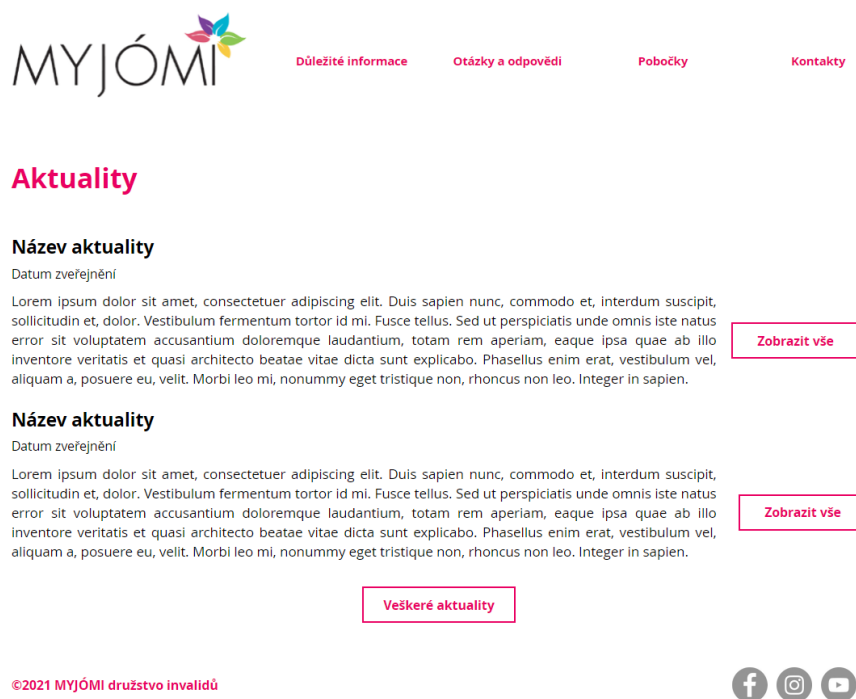 MYJÓMI
Důležité informace Otázky a odpovědi Pobočky Kontakty
Aktuality
Název aktuality
Datum zveřejnění
Lorem ipsum dolor sit amet, consectetuer adipiscing elit. Duis sapien nunc, commodo et, interdum suscipit,
sollicitudin et, dolor. Vestibulum fermentum tortor id mi. Fusce tellus. Sed ut perspiciatis unde omnis iste natus
error sit voluptatem accusantium doloremque laudantium, totam rem aperiam, eaque ipsa quae ab illo
inventore veritatis et quasi architecto beatae vitae dicta sunt explicabo. Phasellus enim erat, vestibulum vel,
aliquam a, posuere eu, velit. Morbi leo mi, nonummy eget tristique non, rhoncus non leo. Integer in sapien.
Zobrazit vše
Název aktuality
Datum zveřejnění
Lorem ipsum dolor sit amet, consectetuer adipiscing elit. Duis sapien nunc, commodo et, interdum suscipit,
sollicitudin et, dolor. Vestibulum fermentum tortor id mi. Fusce tellus. Sed ut perspiciatis unde omnis iste natus
error sit voluptatem accusantium doloremque laudantium, totam rem aperiam, eaque ipsa quae ab illo
inventore veritatis et quasi architecto beatae vitae dicta sunt explicabo. Phasellus enim erat, vestibulum vel,
aliquam a, posuere eu, velit. Morbi leo mi, nonummy eget tristique non, rhoncus non leo. Integer in sapien.
Zobrazit vše
Veškeré aktuality
©2021 MYJÓMI družstvo invalidů